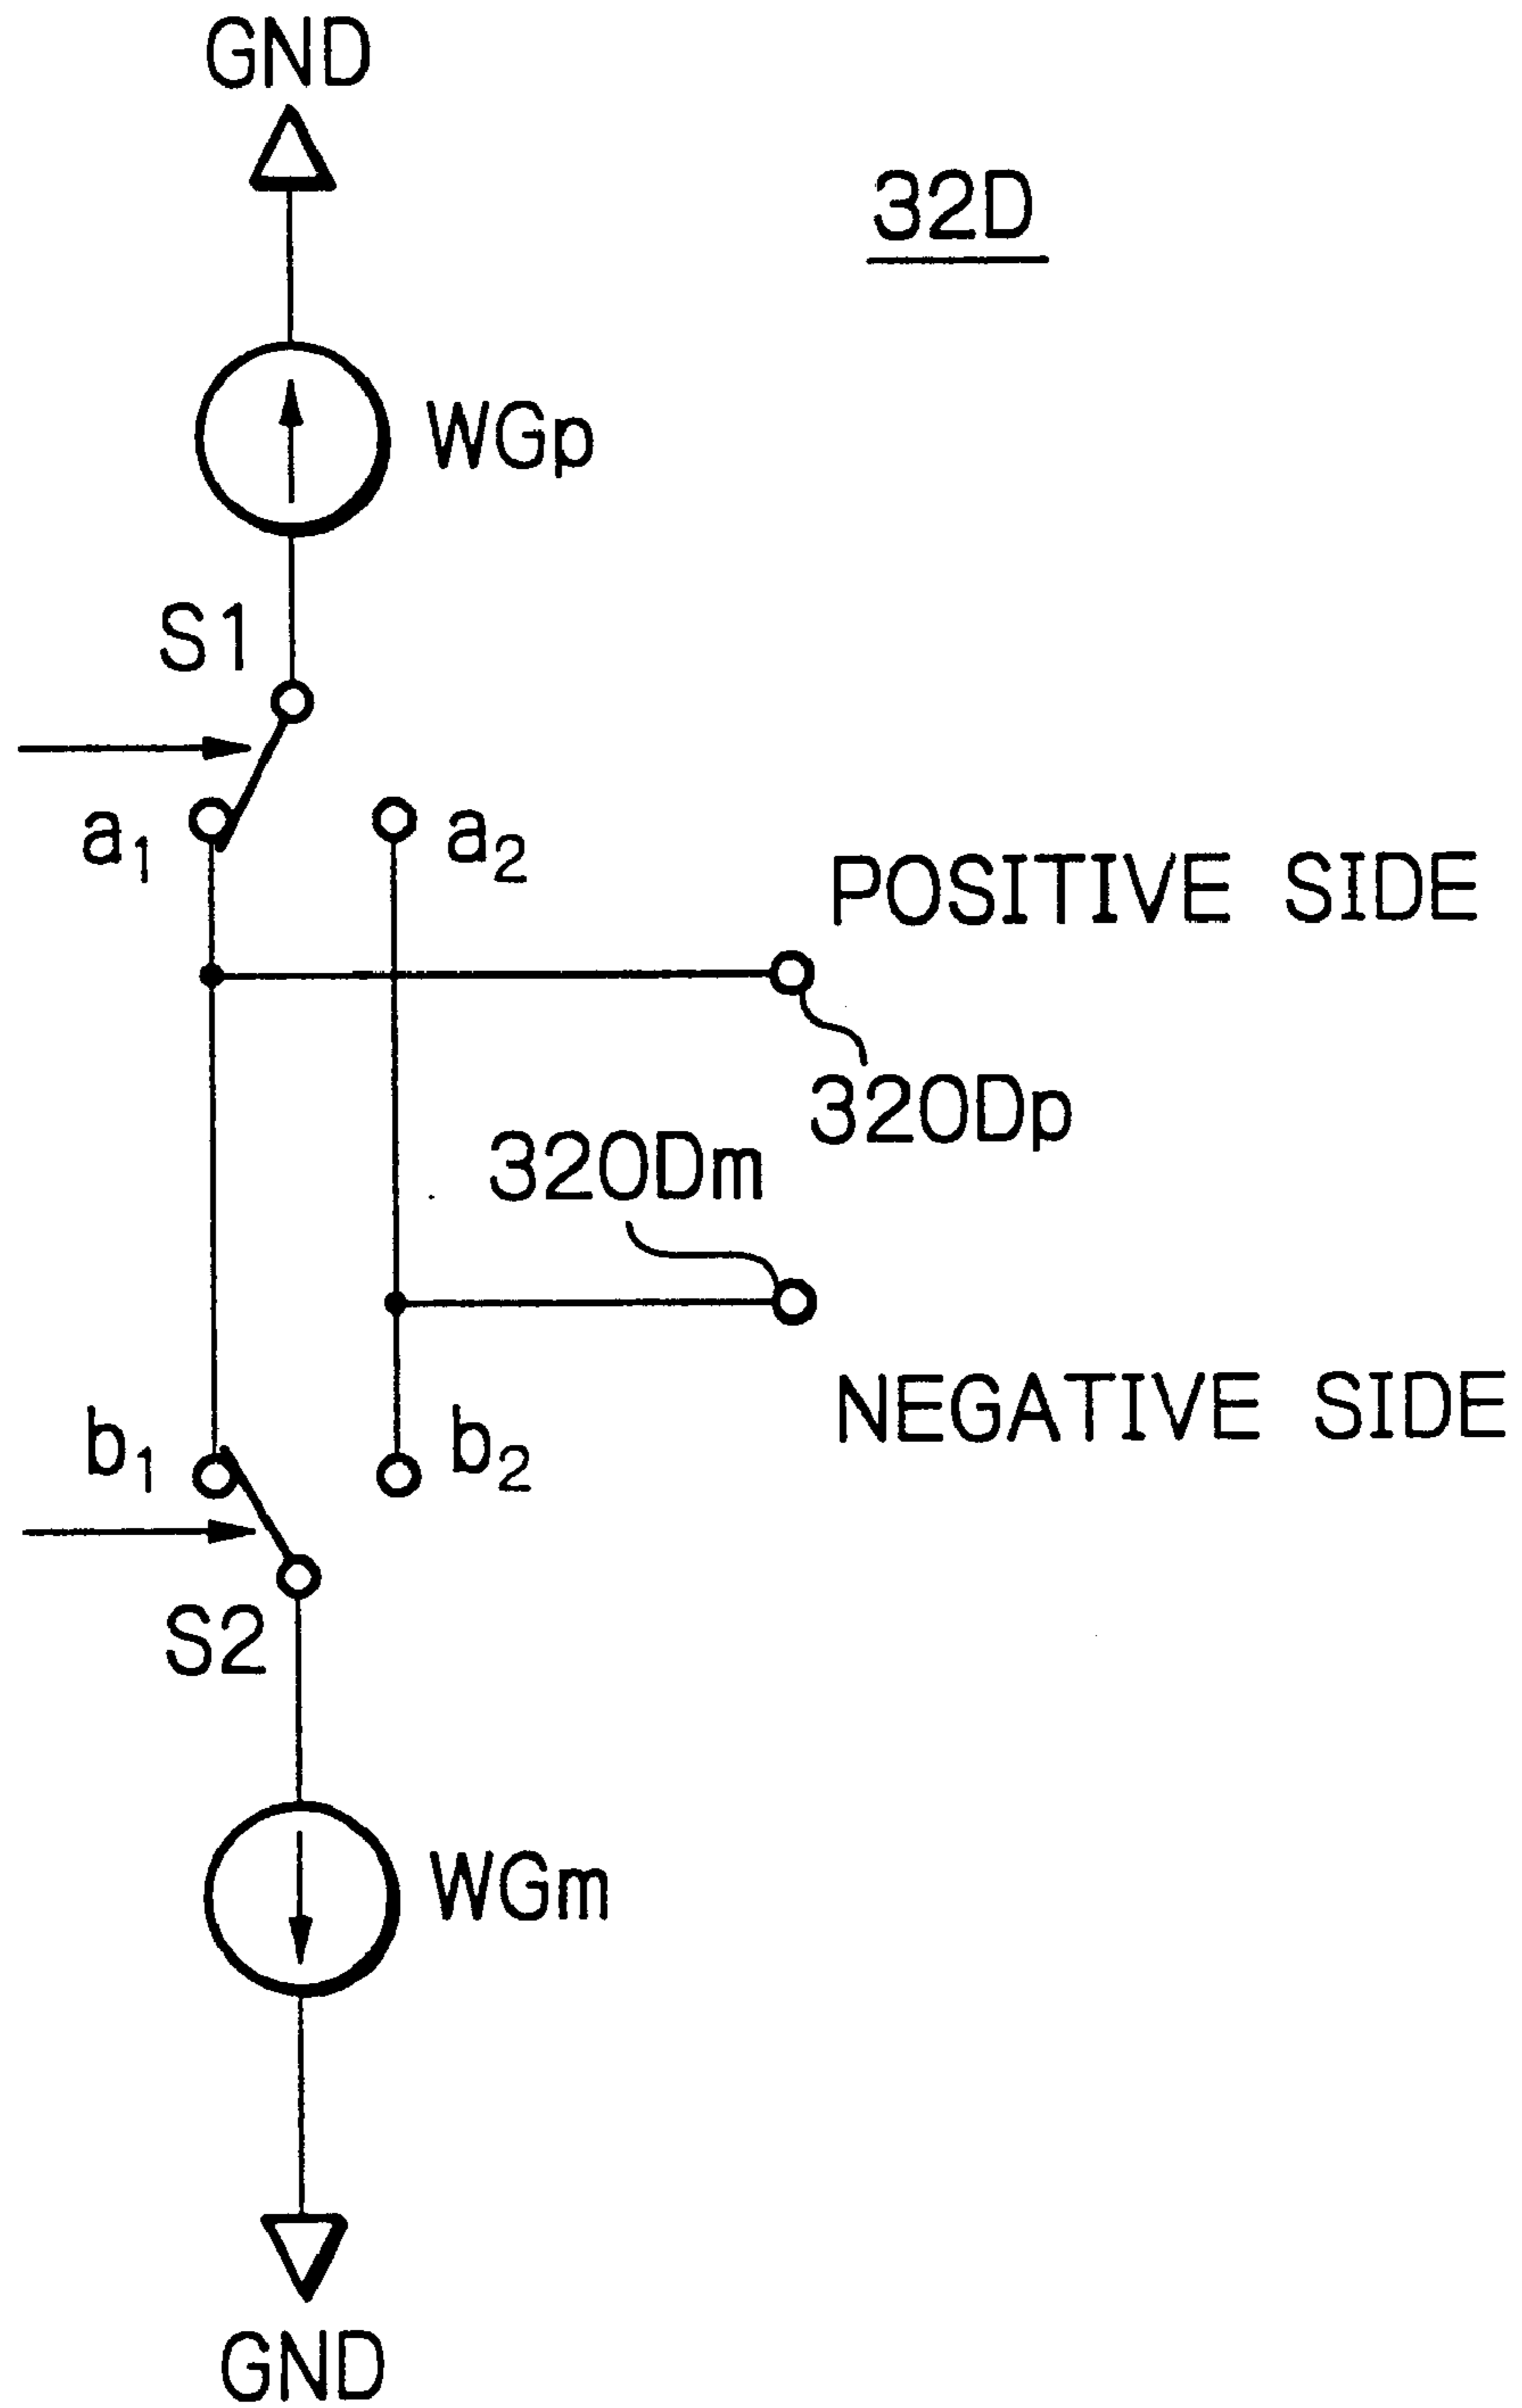 GND
32D
WGp
S1
a1
a2
POSITIVE SIDE
320Dp
320Dm
NEGATIVE SIDE
b1
b2
S2
WGm
GND